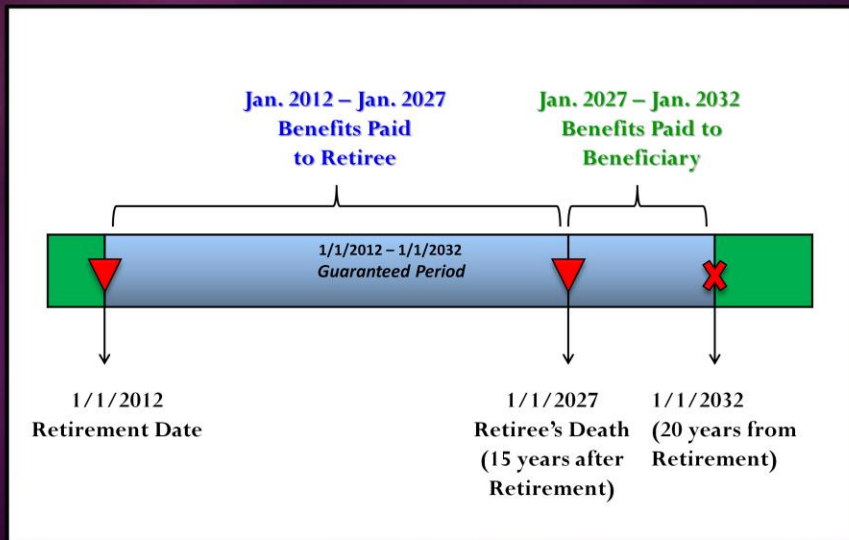 Jan. 2012 – Jan. 2027
Benefits Paid
to Retiree
Jan. 2027 – Jan. 2032
Benefits Paid to
Beneficiary
1/1/2012 – 1/1/2032
Guaranteed Period
1/1/2012
Retirement Date
1/1/2027
Retiree's Death
(15 years after
Retirement)
1/1/2032
(20 years from
Retirement)